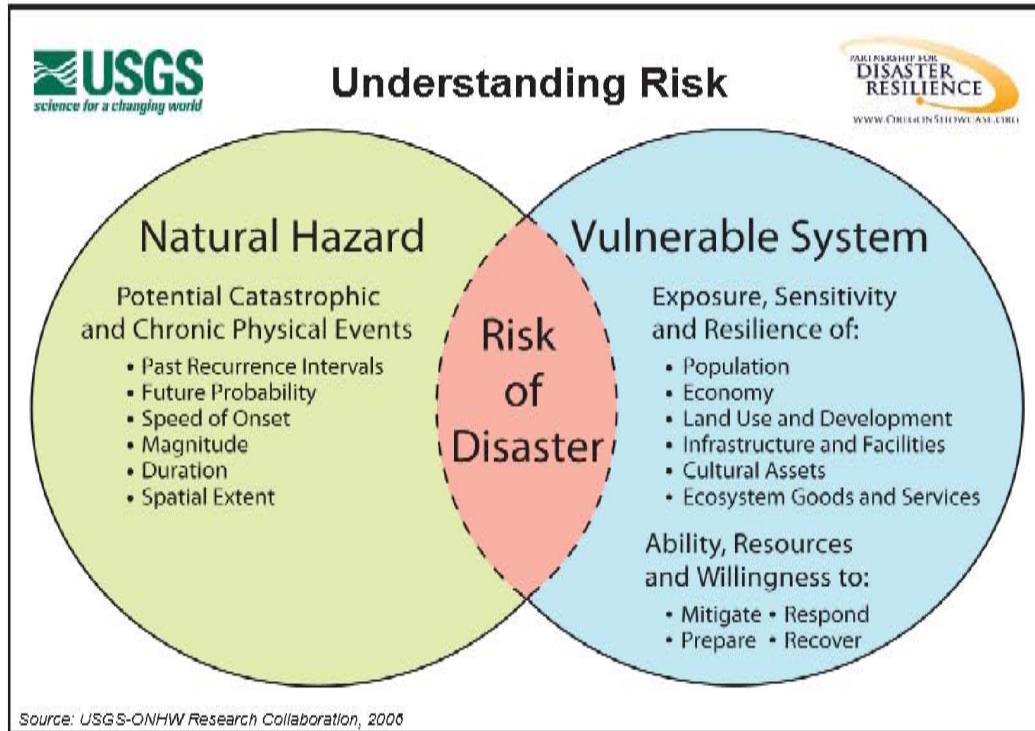 USGS
science for a changing world
Understanding Risk
PARTNERSHIP FOR
DISASTER
RESILIENCE
WWW.OREGONSHOWCASE.ORG
Natural Hazard
Potential Catastrophic
and Chronic Physical Events
• Past Recurrence Intervals
• Future Probability
• Speed of Onset
• Magnitude
• Duration
• Spatial Extent
Risk
of
Disaster
Vulnerable System
Exposure, Sensitivity
and Resilience of:
• Population
• Economy
• Land Use and Development
• Infrastructure and Facilities
• Cultural Assets
• Ecosystem Goods and Services
Ability, Resources
and Willingness to:
• Mitigate • Respond
• Prepare • Recover
Source: USGS-ONHW Research Collaboration, 2006